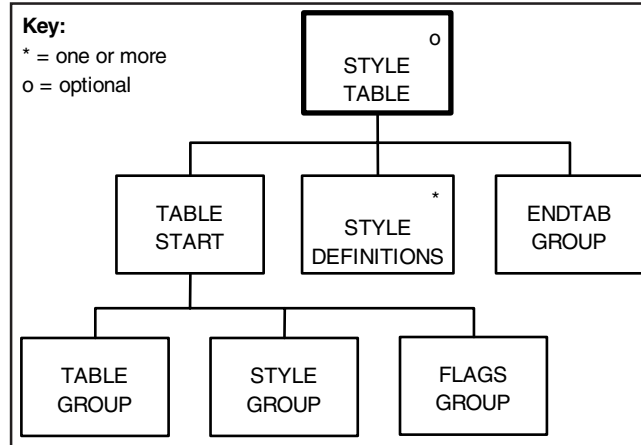 Key:
* = one or more
o = optional
o
STYLE
TABLE
TABLE
START
*
STYLE
DEFINITIONS
ENDTAB
GROUP
TABLE
GROUP
STYLE
GROUP
FLAGS
GROUP